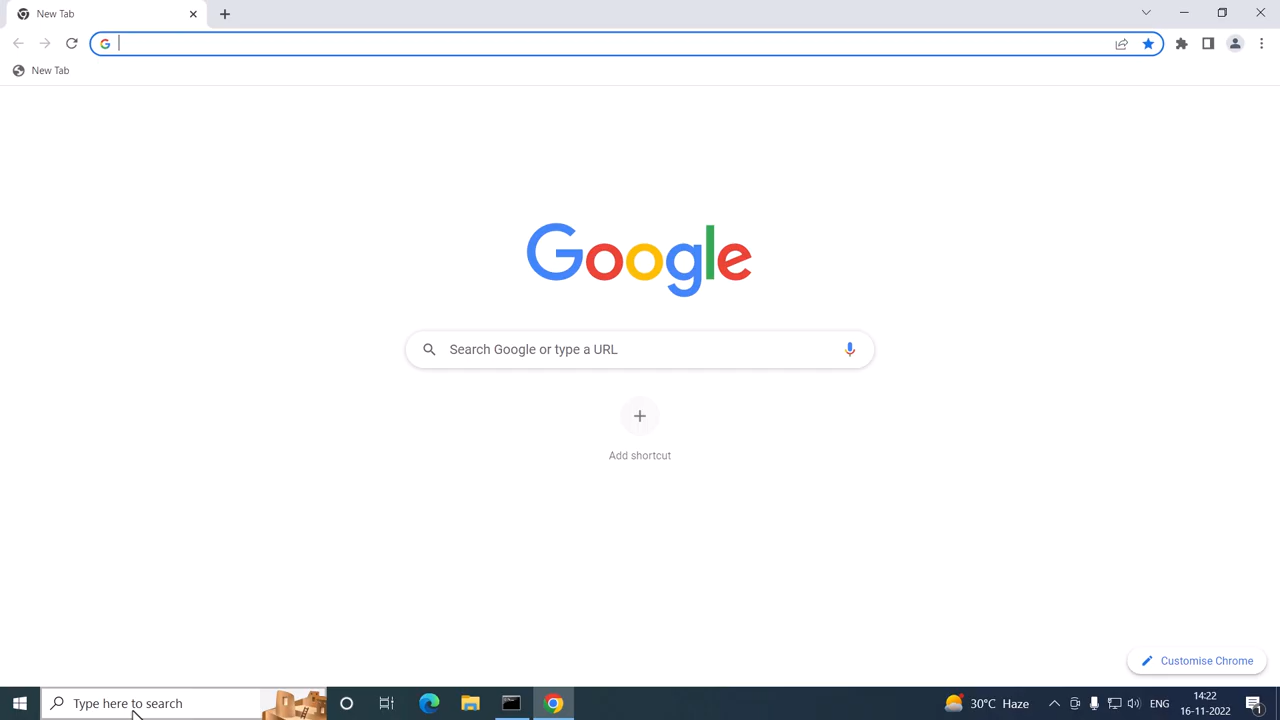 New Tab
New Tab
Google
Search Google or type a URL
Add shortcut
Customise Chrome
Type here to search
30°C Haze
ENG
14:22
16-11-2022
1